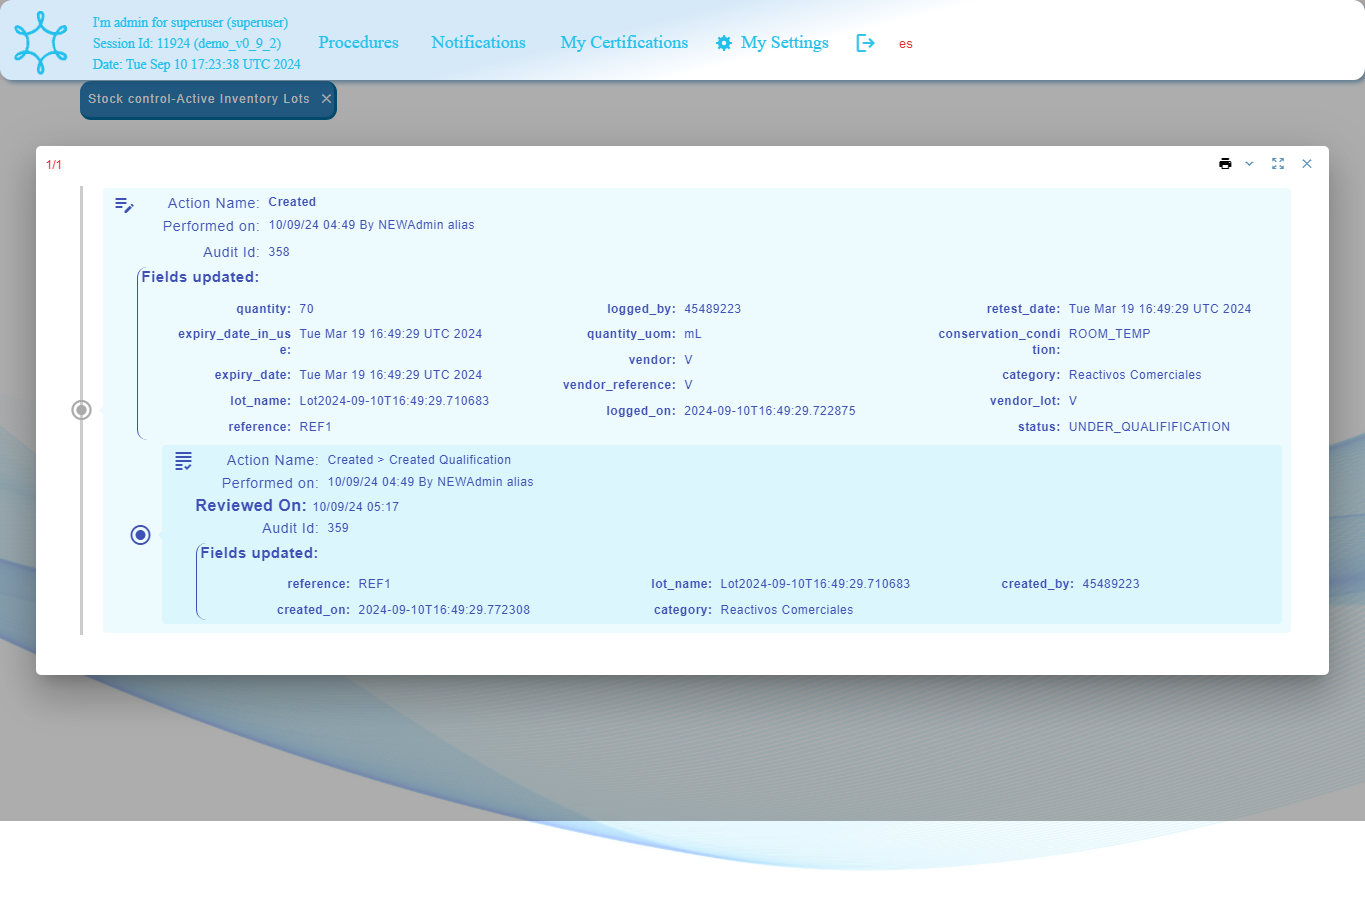 I'm admin for superuser (superuser)
Session Id: 11924 (demo_v0_9_2)
Date: Tue Sep 10 17:23:38 UTC 2024
Procedures
Notifications
My Certifications
My Settings
es
Stock control-Active Inventory Lots
1/1
Action Name: Created
Performed on: 10/09/24 04:49 By NEWAdmin alias
Audit Id: 358
Fields updated:
quantity: 70
expiry_date_in_us
e: Tue Mar 19 16:49:29 UTC 2024
expiry_date: Tue Mar 19 16:49:29 UTC 2024
lot_name: Lot2024-09-10T16:49:29.710683
reference: REF1
logged_by: 45489223
quantity_uom: mL
vendor: V
vendor_reference: V
logged_on: 2024-09-10T16:49:29.722875
retest_date: Tue Mar 19 16:49:29 UTC 2024
conservation_condi
tion: ROOM_TEMP
category: Reactivos Comerciales
vendor_lot: V
status: UNDER_QUALIFIFICATION
Action Name: Created > Created Qualification
Performed on: 10/09/24 04:49 By NEWAdmin alias
Reviewed On: 10/09/24 05:17
Audit Id: 359
Fields updated:
reference: REF1
created_on: 2024-09-10T16:49:29.772308
lot_name: Lot2024-09-10T16:49:29.710683
category: Reactivos Comerciales
created_by: 45489223